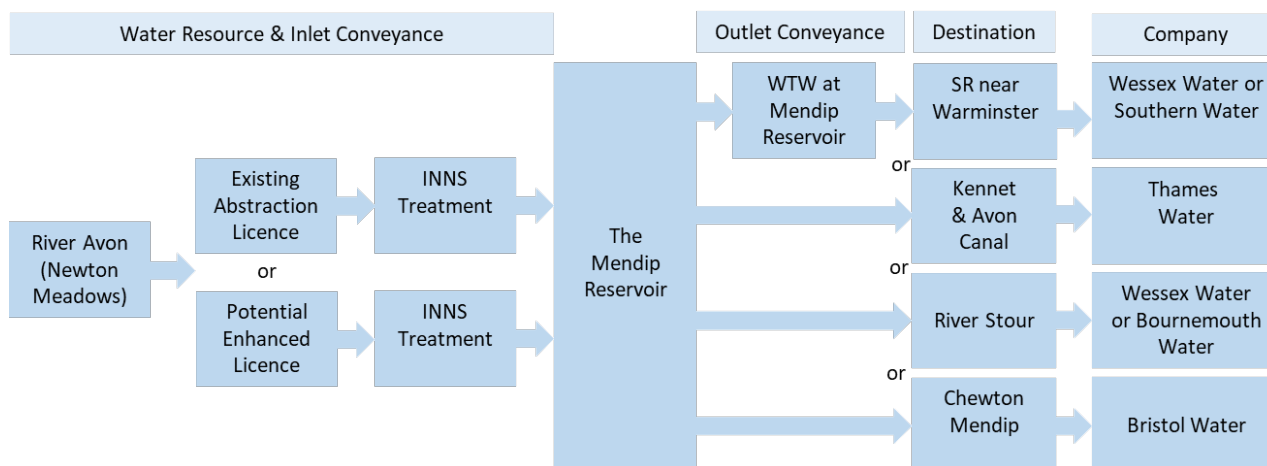 Water Resource & Inlet Conveyance
Outlet Conveyance
Destination
Company
River Avon
(Newton
Meadows)
Existing
Abstraction
Licence
or
Potential
Enhanced
Licence
INNS
Treatment
INNS
Treatment
The
Mendip
Reservoir
WTW at
Mendip
Reservoir
SR near
Warminster
Wessex Water or
Southern Water
or
Kennet
& Avon
Canal
Thames
Water
or
River Stour
Wessex Water
or Bournemouth
Water
or
Chewton
Mendip
Bristol Water